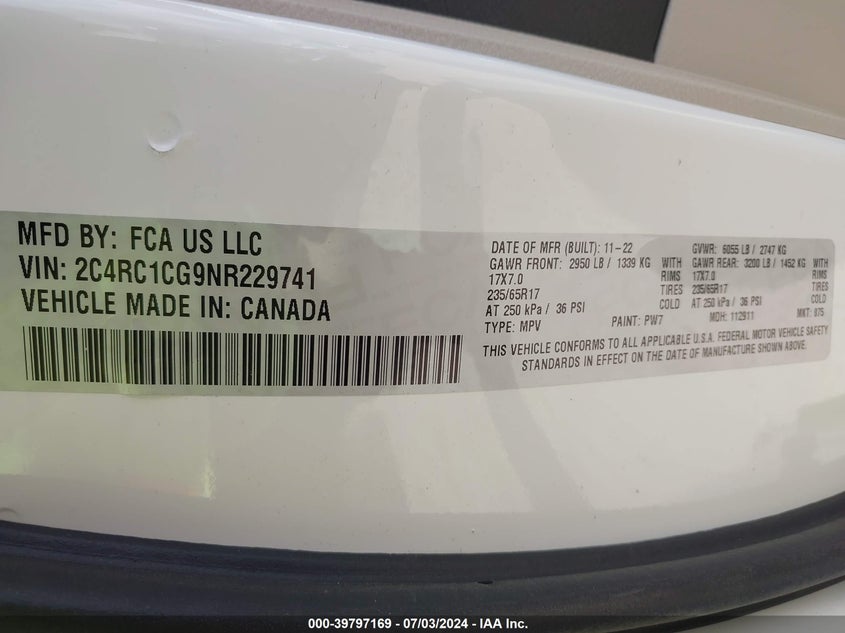 MFD BY: FCA US LLC
VIN: 2C4RC1CG9NR229741
VEHICLE MADE IN: CANADA
DATE OF MFR (BUILT): 11-22 GVWR: 6055 LB / 2747 KG
GAWR FRONT: 2950 LB / 1339 KG WITH GAWR REAR: 3200 LB / 1452 KG WITH
17X7.0 RIMS 17X7.0 RIMS
235/65R17 TIRES 235/65R17 TIRES
AT 250 kPa / 36 PSI COLD AT 250 kPa / 36 PSI COLD
TYPE: MPV PAINT: PW7 MDH: 112911 MKT: 875
THIS VEHICLE CONFORMS TO ALL APPLICABLE U.S.A. FEDERAL MOTOR VEHICLE SAFETY
STANDARDS IN EFFECT ON THE DATE OF MANUFACTURE SHOWN ABOVE.
000-39797169 - 07/03/2024 - IAA Inc.